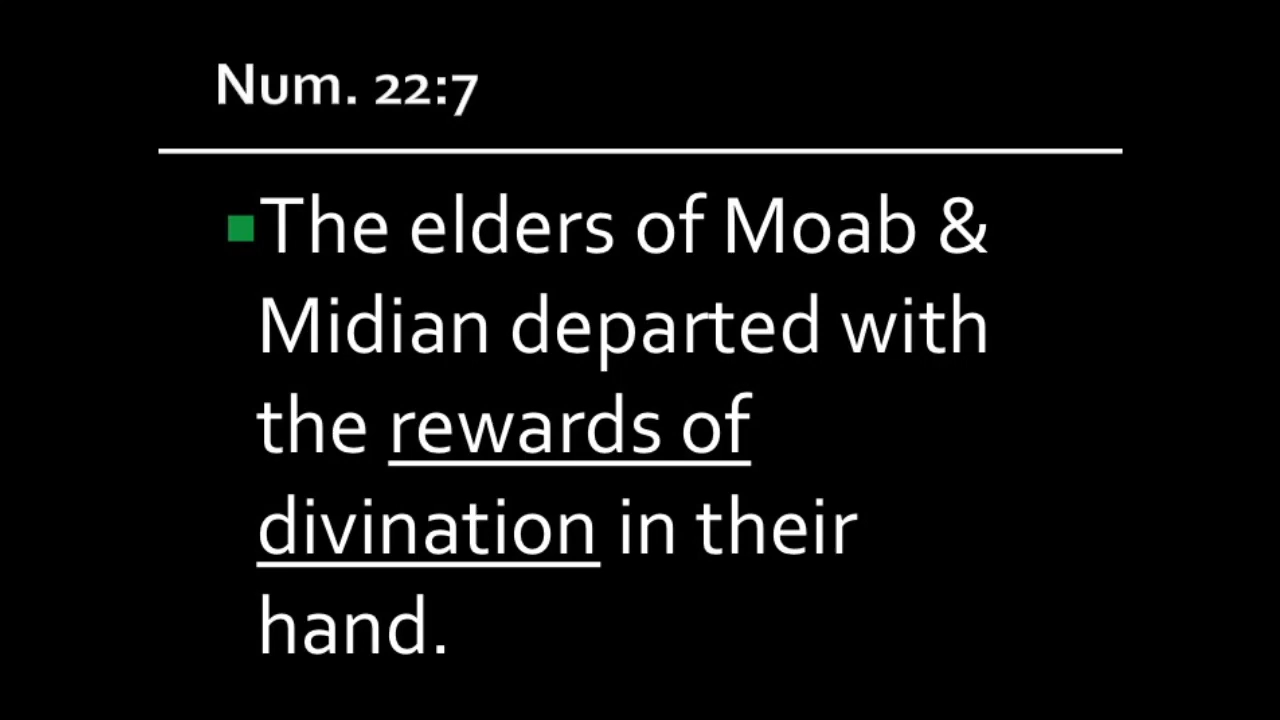 Num. 22:7
The elders of Moab &
Midian departed with
the rewards of
divination in their
hand.